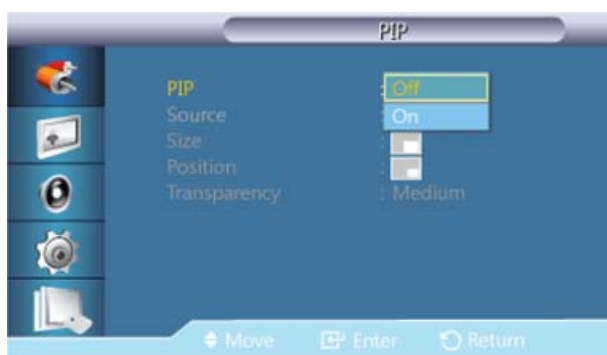 PIP
PIP : Off
Source On
Size :
Position :
Transparency : Medium
Move Enter Return